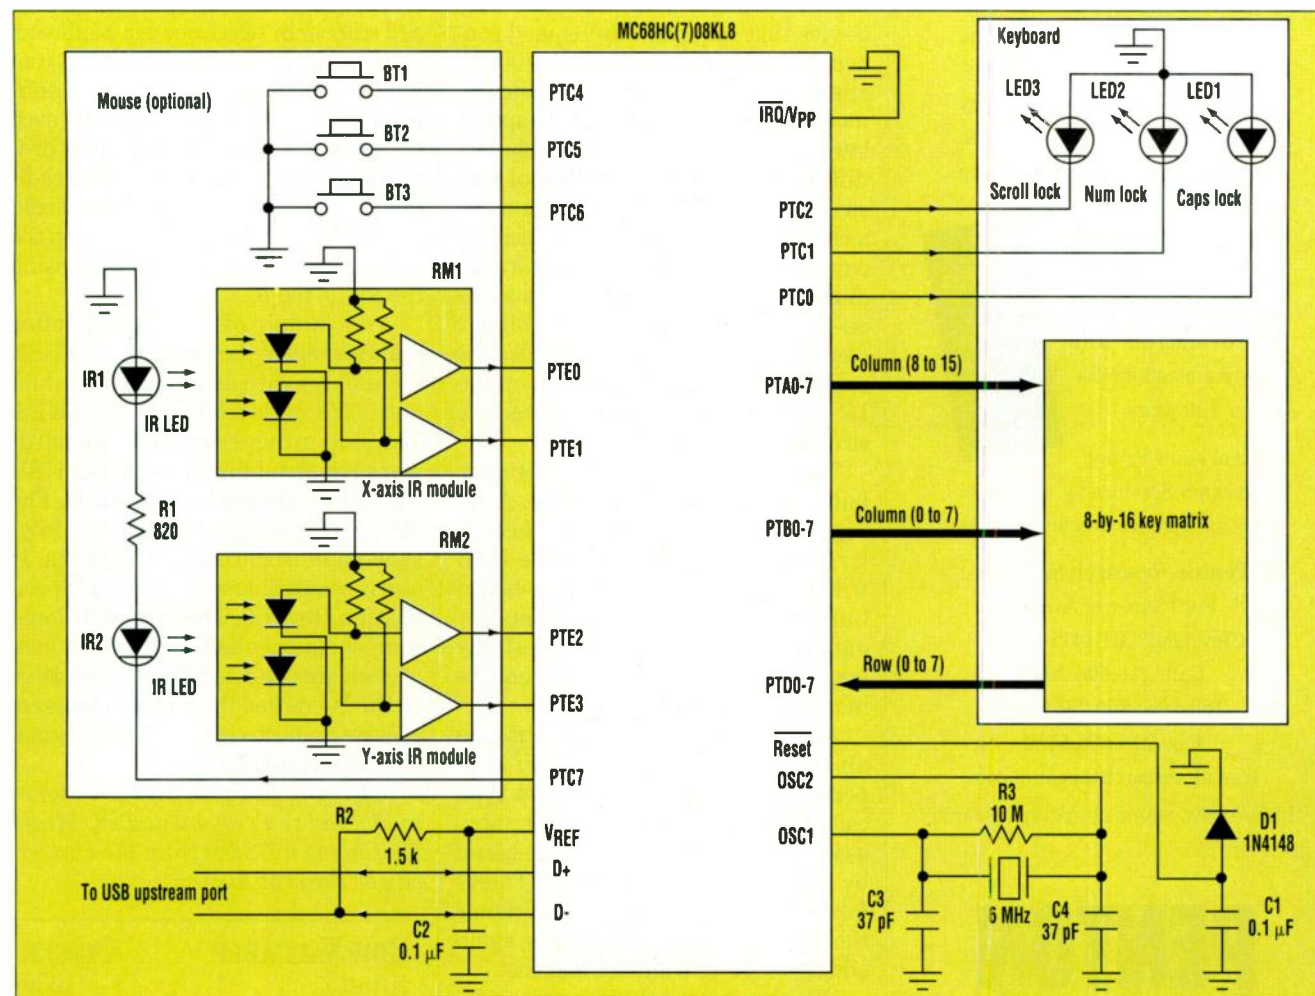 MC68HC(7)08KL8
Mouse (optional)
BT1
BT2
BT3
PTC4
PTC5
PTC6
RM1
IR1
IR LED
PTE0
PTE1
X-axis IR module
R1
820
RM2
IR2
IR LED
PTE2
PTE3
Y-axis IR module
PTC7
R2
1.5 k
VREF
D+
To USB upstream port
D-
C2
0.1 µF
Keyboard
IRQ/VPP
LED3
LED2
LED1
Scroll lock
Num lock
Caps lock
PTC2
PTC1
PTC0
Column (8 to 15)
PTA0-7
Column (0 to 7)
PTB0-7
8-by-16 key matrix
Row (0 to 7)
PTD0-7
Reset
OSC2
OSC1
R3
10 M
D1
1N4148
C3
37 pF
6 MHz
C4
37 pF
C1
0.1 µF